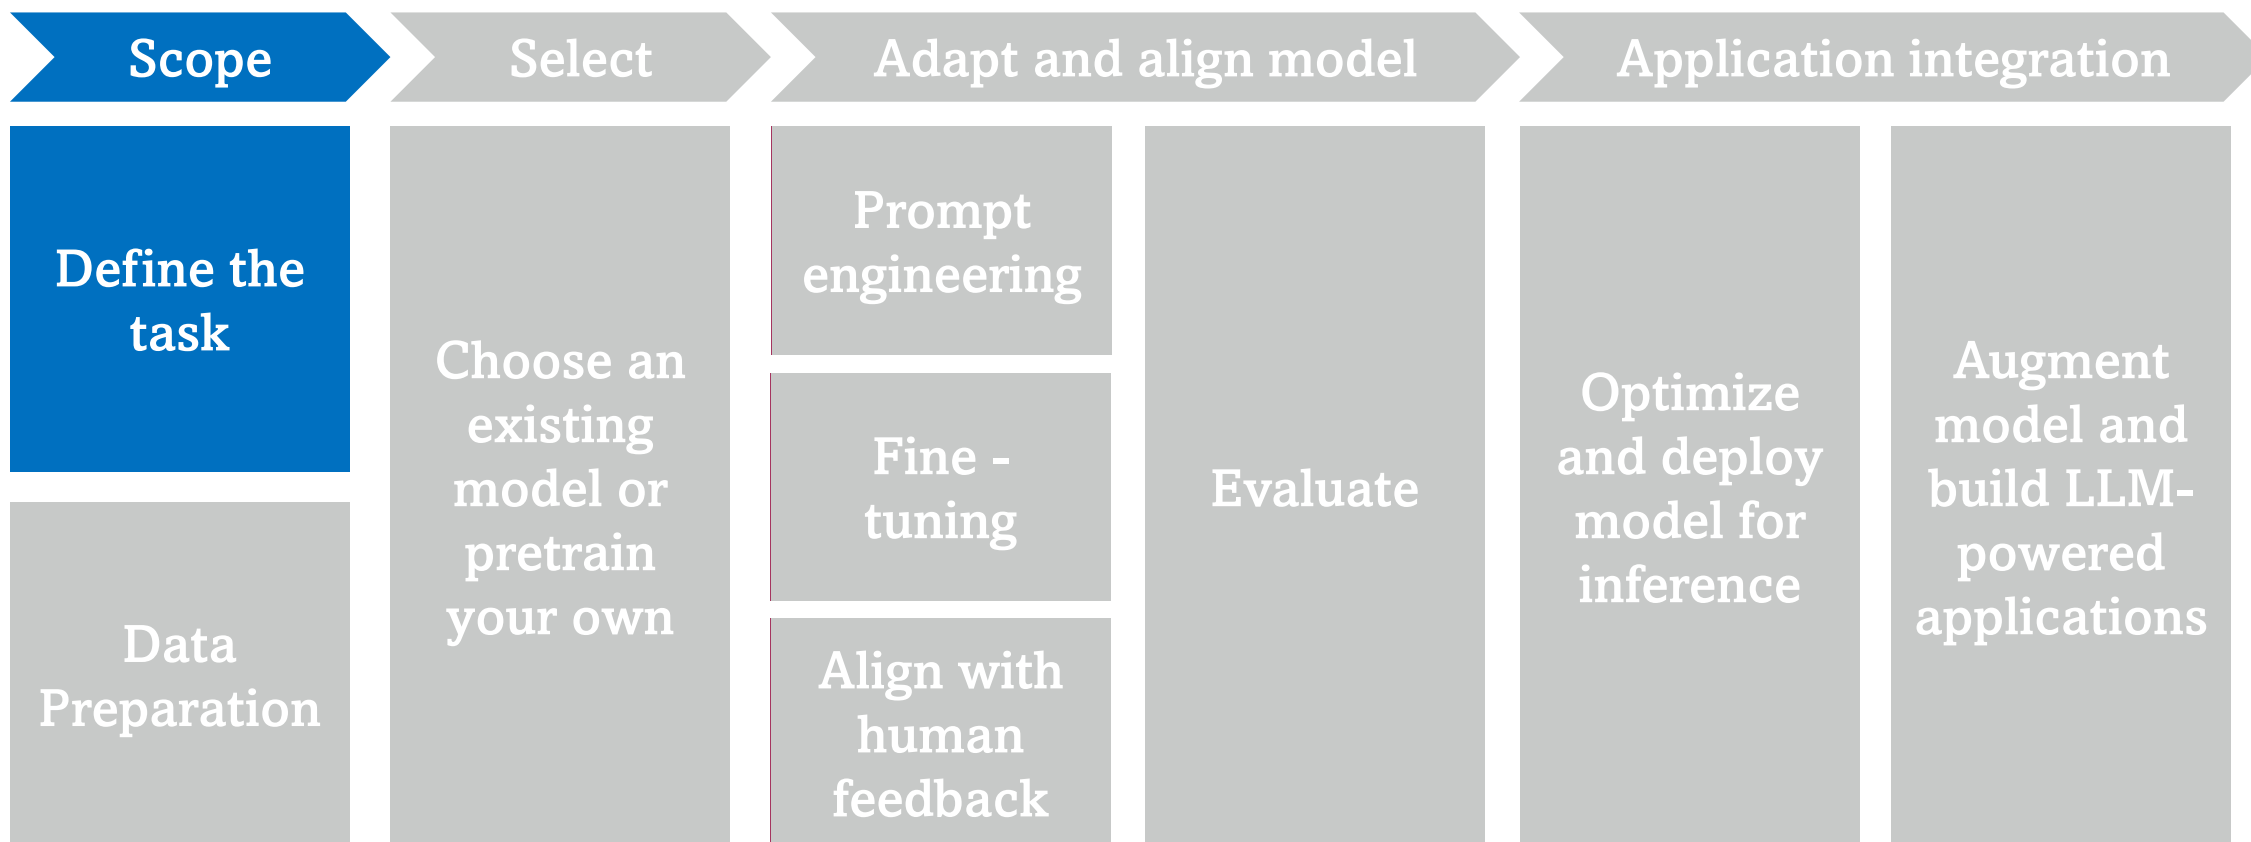 Scope
Select
Adapt and align model
Application integration
Define the
task
Data
Preparation
Choose an
existing
model or
pretrain
your own
Prompt
engineering
Fine -
tuning
Align with
human
feedback
Evaluate
Optimize
and deploy
model for
inference
Augment
model and
build LLM-
powered
applications